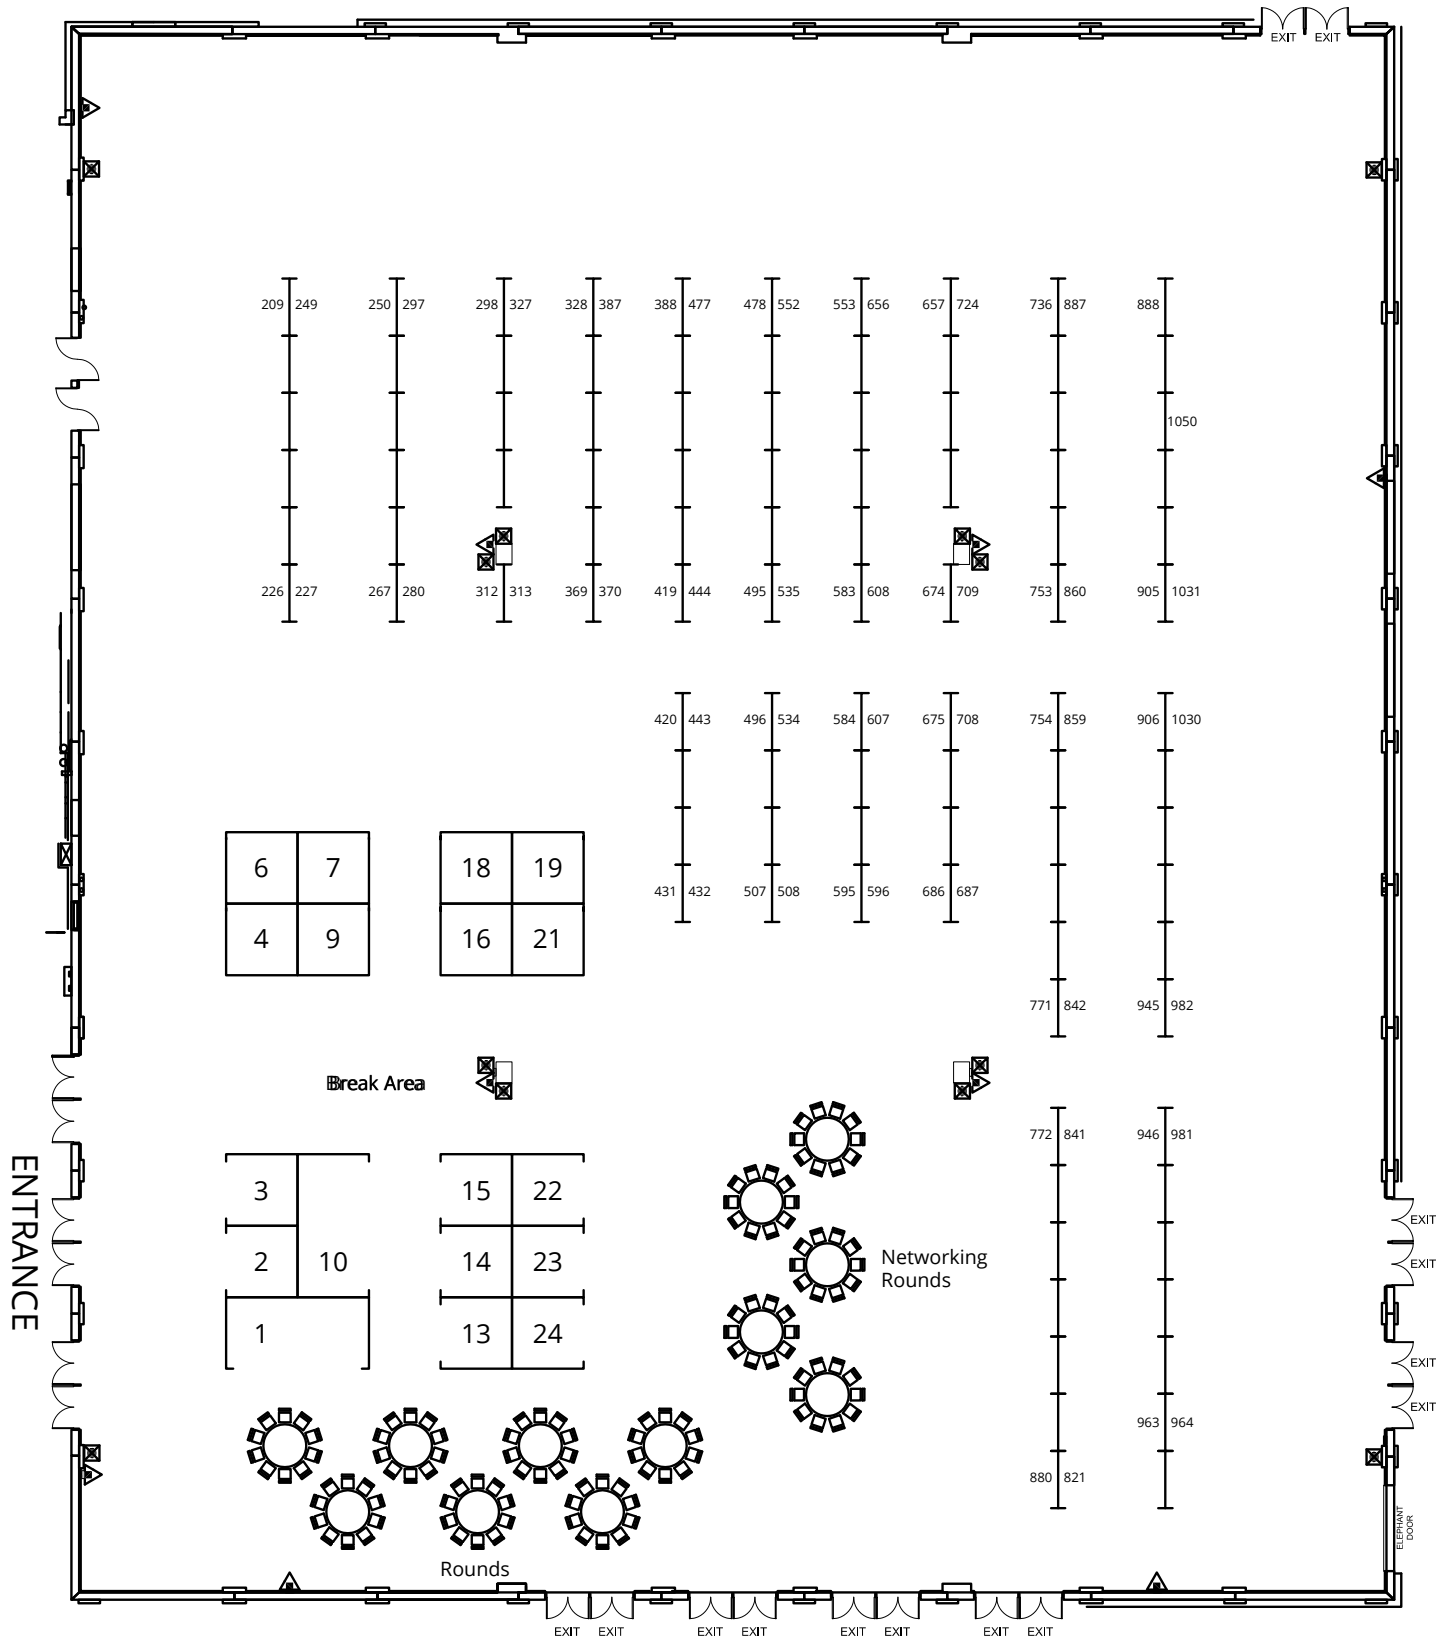 EXIT EXIT
209 249 250 297 298 327 328 387 388 477 478 552 553 656 657 724 736 887 888
1050
226 227 267 280 312 313 369 370 419 444 495 535 583 608 674 709 753 860 905 1031
420 443 496 534 584 607 675 708 754 859 906 1030
6 7 18 19
431 432 507 508 595 596 686 687
4 9 16 21
771 842 945 982
Break Area
772 841 946 981
ENTRANCE
3 15 22
EXIT
2 10 14 23
Networking
Rounds
EXIT
1 13 24
EXIT
EXIT
963 964
880 821
ELEPHANT
DOOR
Rounds
EXIT EXIT EXIT EXIT EXIT EXIT EXIT EXIT